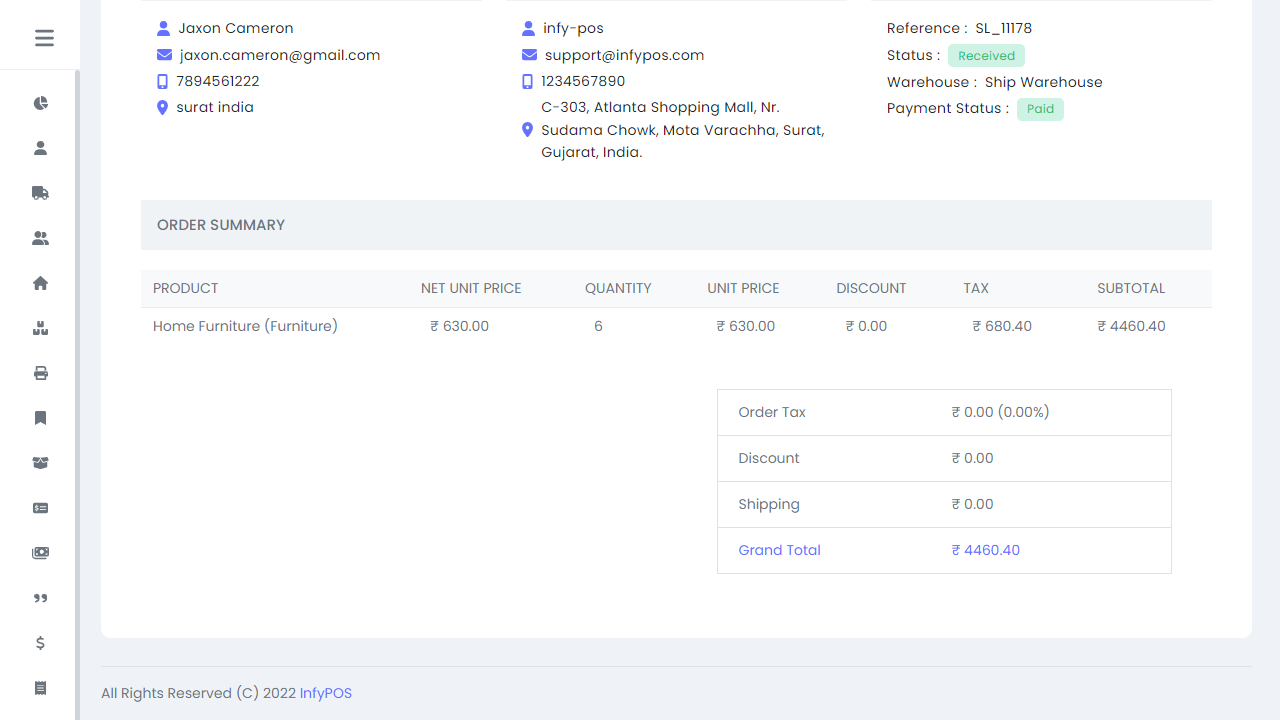 Jaxon Cameron
jaxon.cameron@gmail.com
7894561222
surat india
infy-pos
support@infypos.com
1234567890
C-303, Atlanta Shopping Mall, Nr.
Sudama Chowk, Mota Varachha, Surat,
Gujarat, India.
Reference : SL_11178
Status : Received
Warehouse : Ship Warehouse
Payment Status : Paid
ORDER SUMMARY
PRODUCT NET UNIT PRICE QUANTITY UNIT PRICE DISCOUNT TAX SUBTOTAL
Home Furniture (Furniture) ₹ 630.00 6 ₹ 630.00 ₹ 0.00 ₹ 680.40 ₹ 4460.40
Order Tax ₹ 0.00 (0.00%)
Discount ₹ 0.00
Shipping ₹ 0.00
Grand Total ₹ 4460.40
All Rights Reserved (C) 2022 InfyPOS